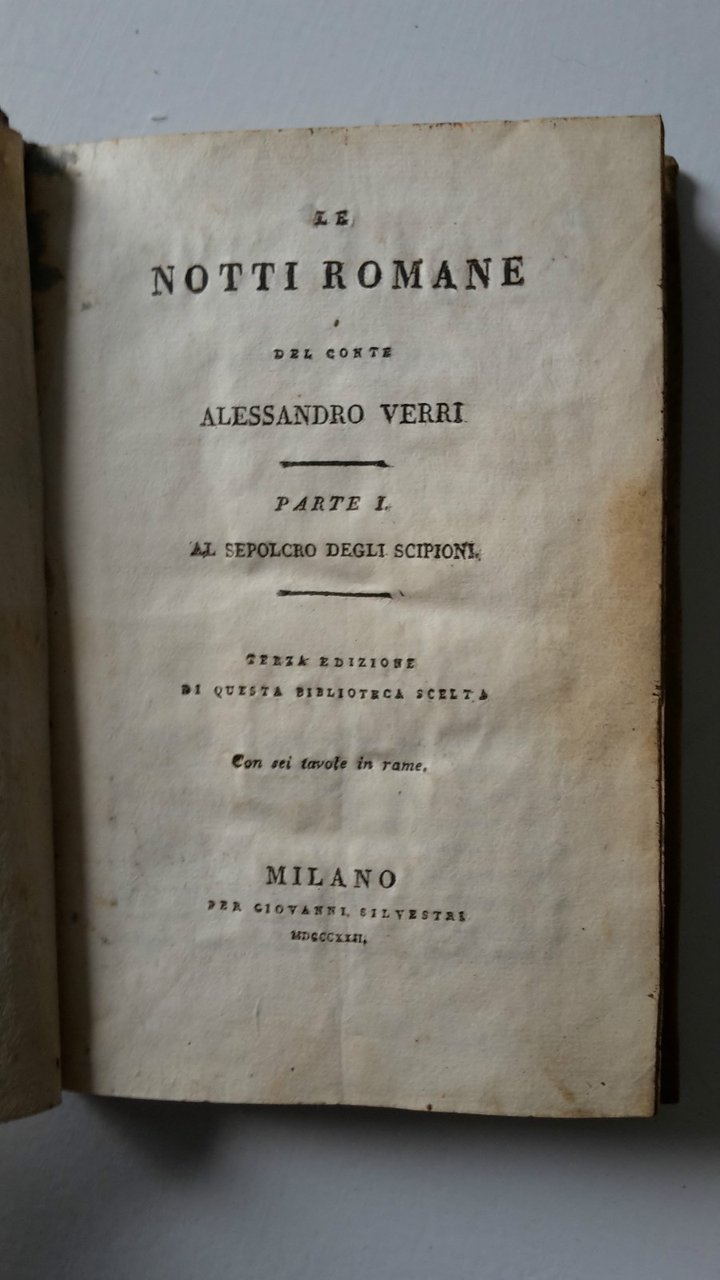 LE
NOTTI ROMANE
DEL CONTE
ALESSANDRO VERRI
PARTE I.
AL SEPOLCRO DEGLI SCIPIONI.
TERZA EDIZIONE
DI QUESTA BIBLIOTECA SCELTA
Con sei tavole in rame.
MILANO
PER GIOVANNI SILVESTRI
MDCCCXXII.